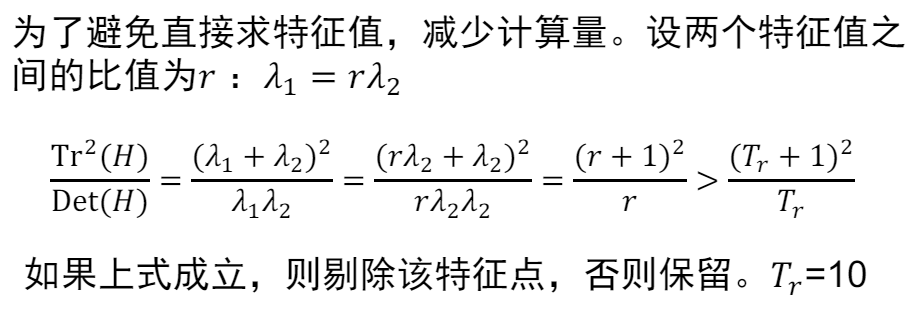 为了避免直接求特征值，减少计算量。设两个特征值之
间的比值为r：λ₁ = rλ₂
Tr²(H)/Det(H) = (λ₁ + λ₂)²/λ₁λ₂ = (rλ₂ + λ₂)²/rλ₂λ₂ = (r + 1)²/r > (Tᵣ + 1)²/Tᵣ
如果上式成立，则剔除该特征点，否则保留。Tᵣ=10